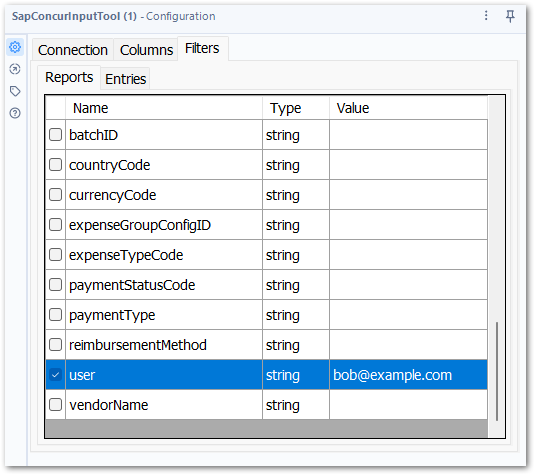 SapConcurInputTool (1) - Configuration
Connection Columns Filters
Reports Entries
Name Type Value
batchID string
countryCode string
currencyCode string
expenseGroupConfigID string
expenseTypeCode string
paymentStatusCode string
paymentType string
reimbursementMethod string
user string bob@example.com
vendorName string